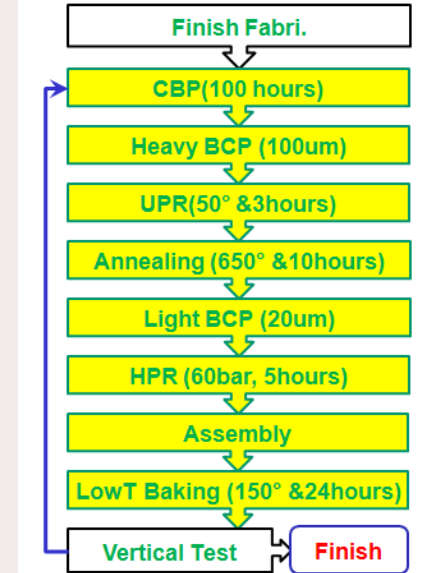 Finish Fabri.
CBP(100 hours)
Heavy BCP (100um)
UPR(50° &3hours)
Annealing (650° &10hours)
Light BCP (20um)
HPR (60bar, 5hours)
Assembly
LowT Baking (150° &24hours)
Vertical Test
Finish